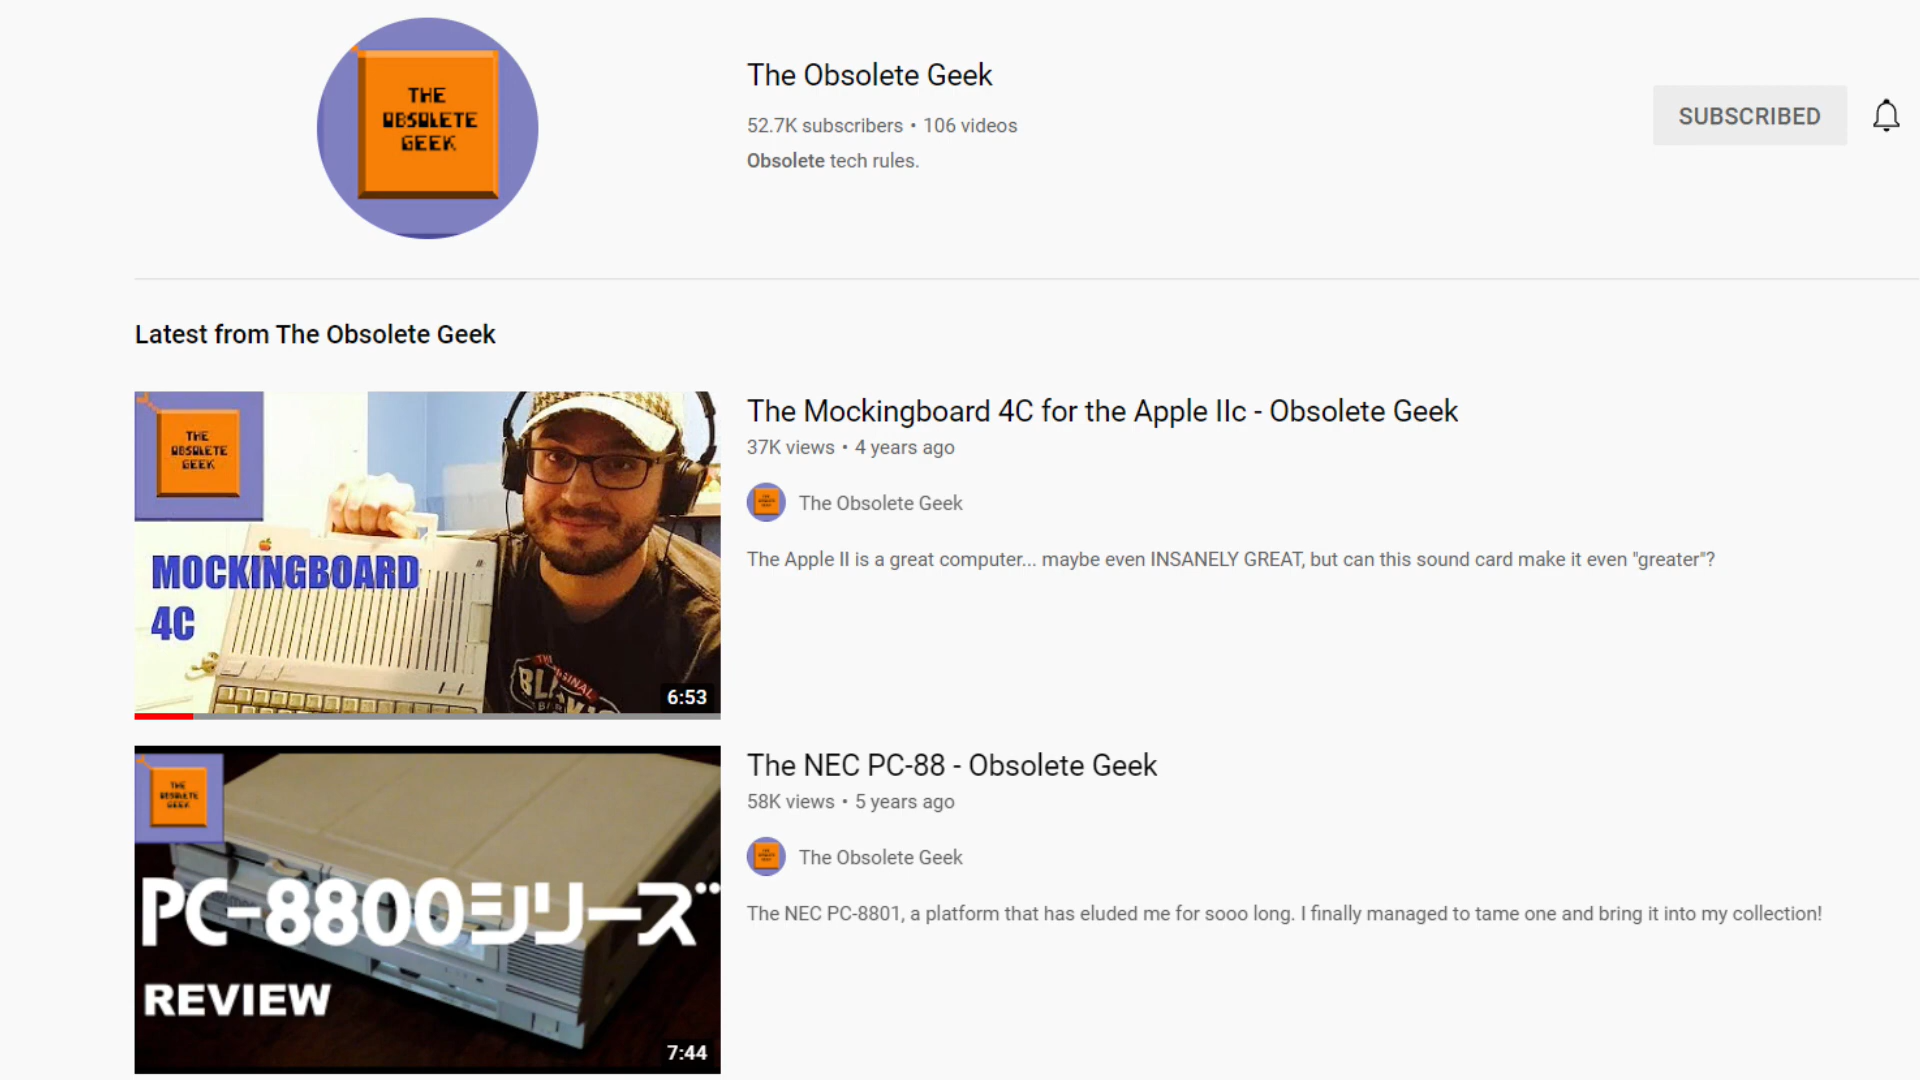 THE
OBSOLETE
GEEK
The Obsolete Geek
52.7K subscribers • 106 videos
Obsolete tech rules.
SUBSCRIBED
Latest from The Obsolete Geek
THE
OBSOLETE
GEEK
MOCKINGBOARD
4C
THE ORIGINAL
6:53
The Mockingboard 4C for the Apple IIc - Obsolete Geek
37K views • 4 years ago
The Obsolete Geek
The Apple II is a great computer... maybe even INSANELY GREAT, but can this sound card make it even "greater"?
THE
OBSOLETE
GEEK
PC-8800シリーズ
REVIEW
7:44
The NEC PC-88 - Obsolete Geek
58K views • 5 years ago
The Obsolete Geek
The NEC PC-8801, a platform that has eluded me for sooo long. I finally managed to tame one and bring it into my collection!